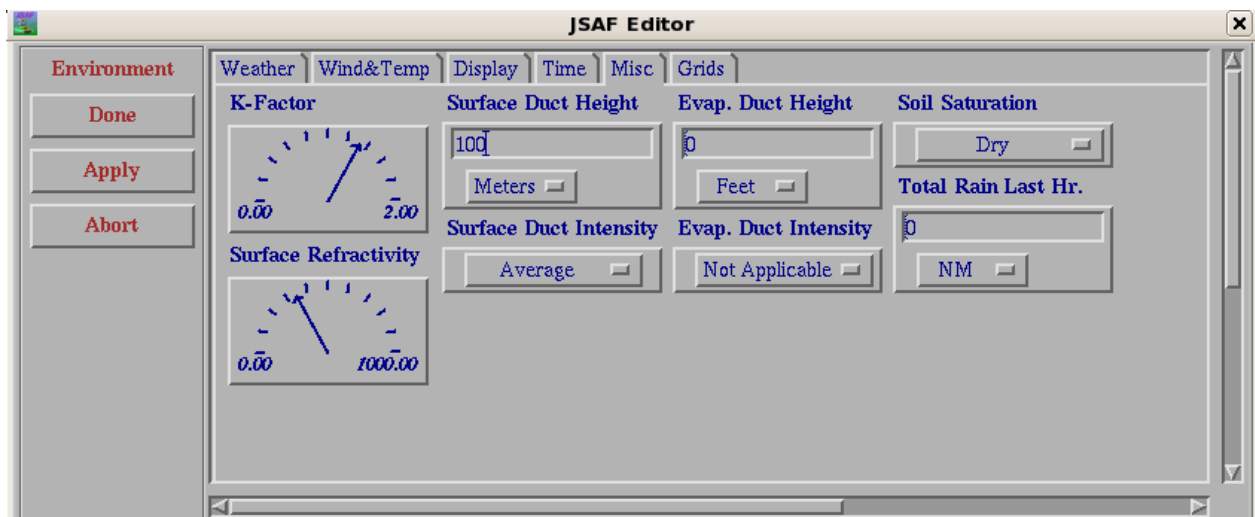 JSAF Editor
Environment
Done
Apply
Abort
Weather Wind&Temp Display Time Misc Grids
K-Factor
0.00 2.00
Surface Refractivity
0.00 1000.00
Surface Duct Height
100
Meters
Surface Duct Intensity
Average
Evap. Duct Height
0
Feet
Evap. Duct Intensity
Not Applicable
Soil Saturation
Dry
Total Rain Last Hr.
0
NM